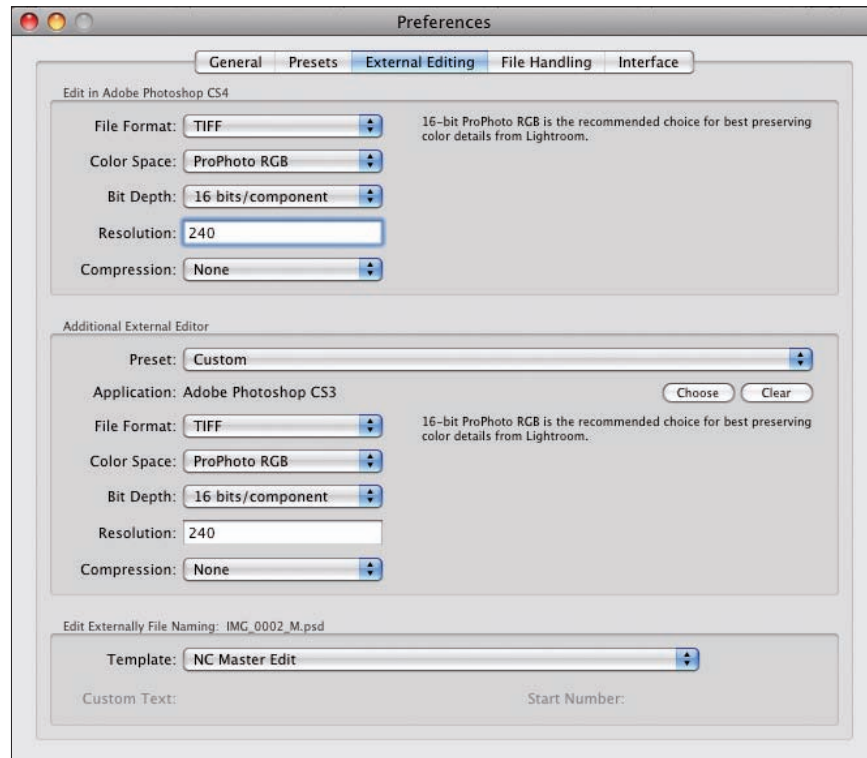 Preferences
General Presets External Editing File Handling Interface
Edit in Adobe Photoshop CS4
File Format: TIFF
16-bit ProPhoto RGB is the recommended choice for best preserving
color details from Lightroom.
Color Space: ProPhoto RGB
Bit Depth: 16 bits/component
Resolution: 240
Compression: None
Additional External Editor
Preset: Custom
Application: Adobe Photoshop CS3 Choose Clear
File Format: TIFF
16-bit ProPhoto RGB is the recommended choice for best preserving
color details from Lightroom.
Color Space: ProPhoto RGB
Bit Depth: 16 bits/component
Resolution: 240
Compression: None
Edit Externally File Naming: IMG_0002_M.psd
Template: NC Master Edit
Custom Text: Start Number: